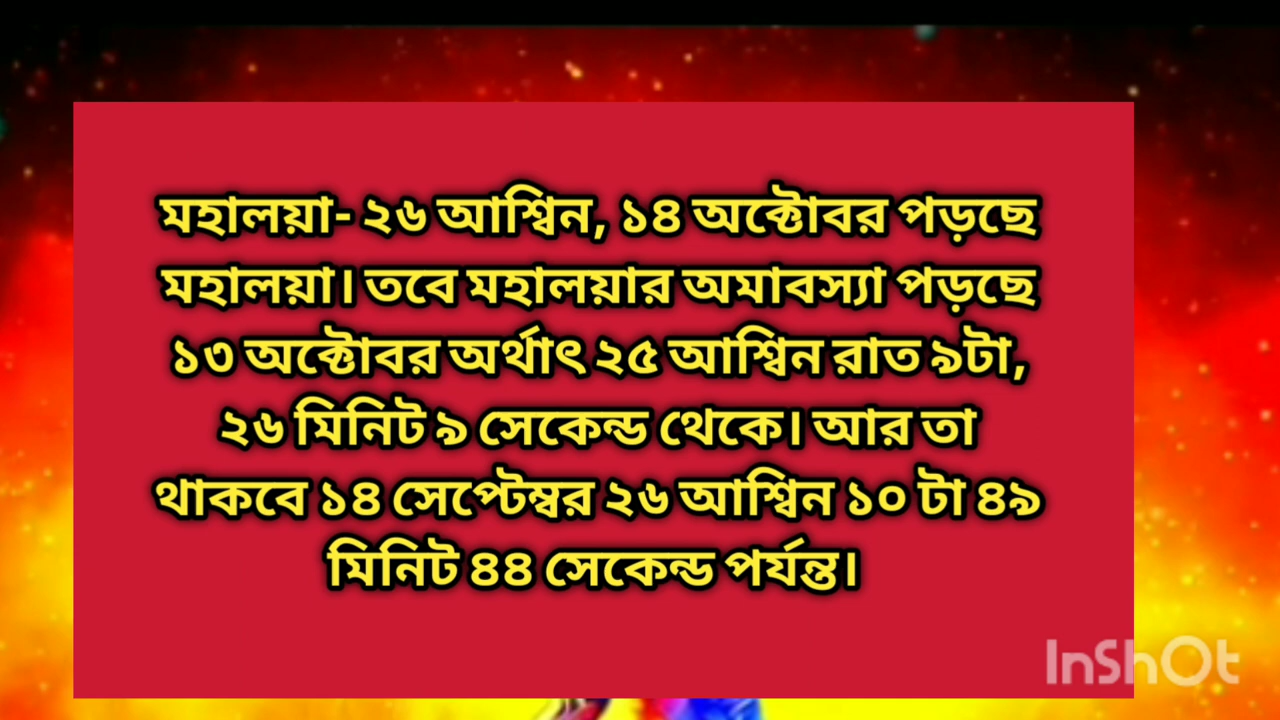 মহালয়া- ২৬ আশ্বিন, ১৪ অক্টোবর পড়ছে
মহালয়া। তবে মহালয়ার অমাবস্যা পড়ছে
১৩ অক্টোবর অর্থাৎ ২৫ আশ্বিন রাত ৯টা,
২৬ মিনিট ৯ সেকেন্ড থেকে। আর তা
থাকবে ১৪ সেপ্টেম্বর ২৬ আশ্বিন ১০ টা ৪৯
মিনিট ৪৪ সেকেন্ড পর্যন্ত।
InShOt